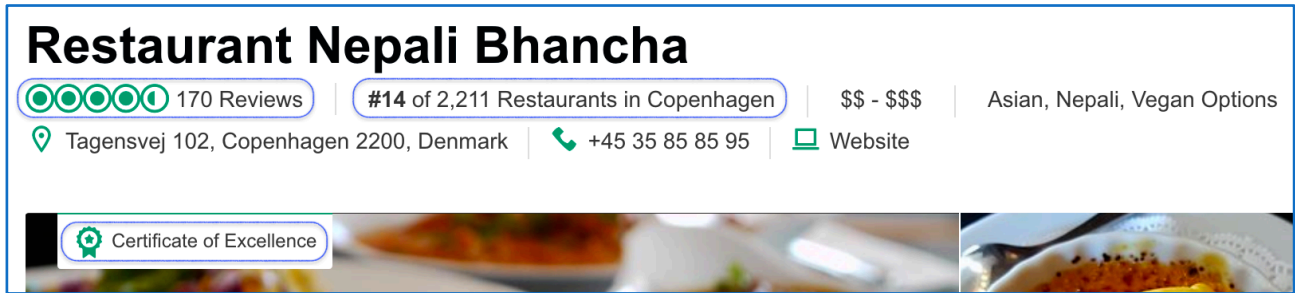 Restaurant Nepali Bhancha
170 Reviews #14 of 2,211 Restaurants in Copenhagen $$ - $$$ Asian, Nepali, Vegan Options
Tagensvej 102, Copenhagen 2200, Denmark +45 35 85 85 95 Website
Certificate of Excellence